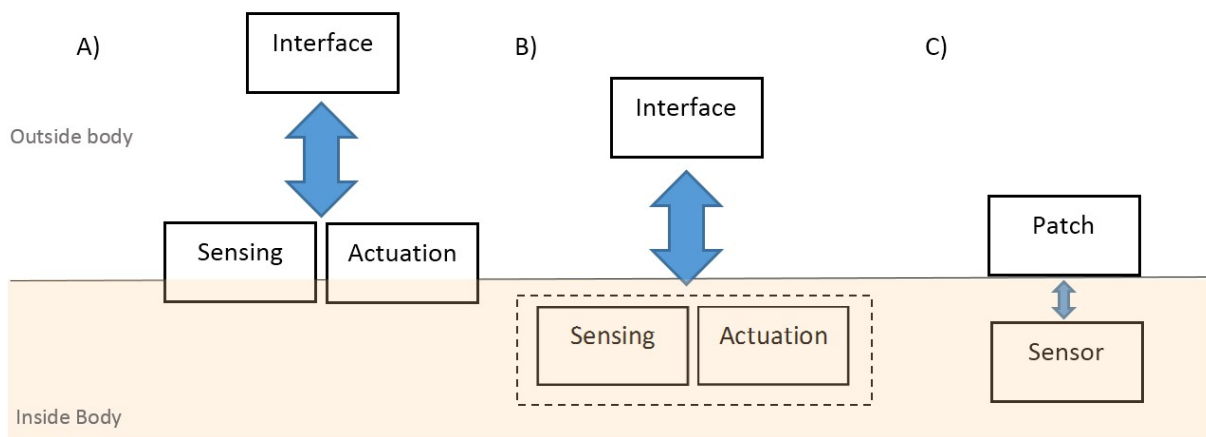 A)
Interface
B)
Interface
C)
Outside body
Sensing
Actuation
Patch
Sensing
Actuation
Sensor
Inside Body